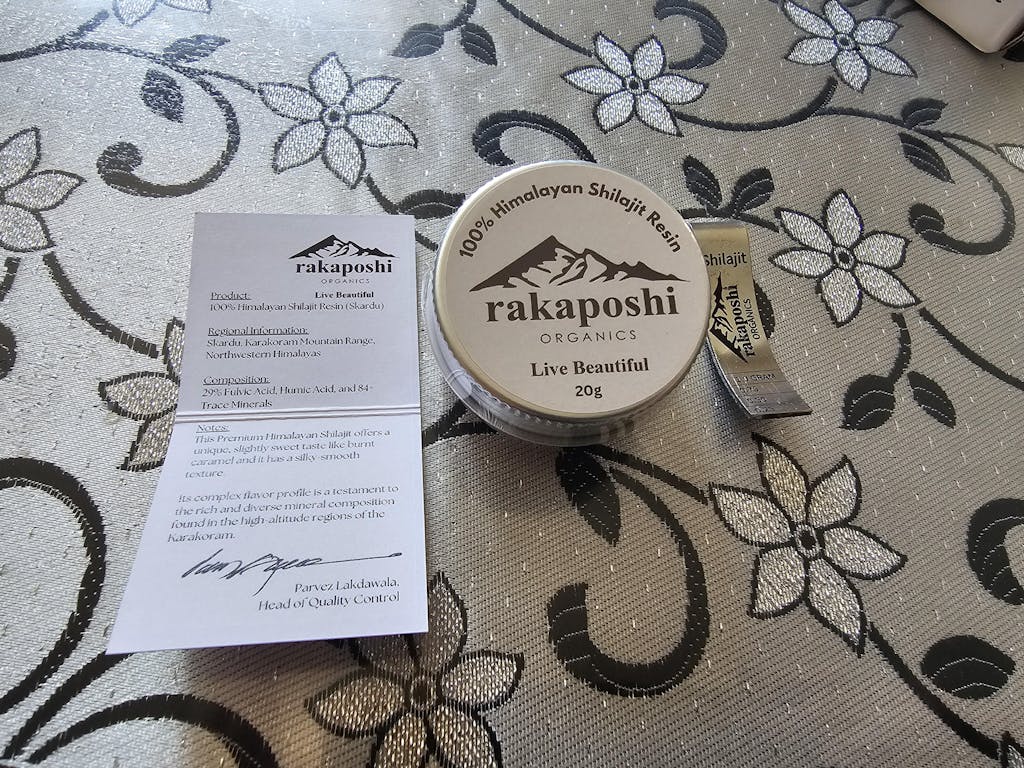 rakaposhi
ORGANICS
Live Beautiful
Product:
100% Himalayan Shilajit Resin (Skardu)
Regional Information:
Skardu, Karakoram Mountain Range,
Northwestern Himalayas
Composition:
29% Fulvic Acid, Humic Acid, and 84+
Trace Minerals
Notes:
This Premium Himalayan Shilajit offers a
unique, slightly sweet taste like burnt
caramel and it has a silky-smooth
texture.
Its complex flavor profile is a testament to
the rich and diverse mineral composition
found in the high-altitude regions of the
Karakoram.
Parvez Lakdawala,
Head of Quality Control
100% Himalayan Shilajit Resin
rakaposhi
ORGANICS
Live Beautiful
20g
Shilajit
rakaposhi
ORGANICS